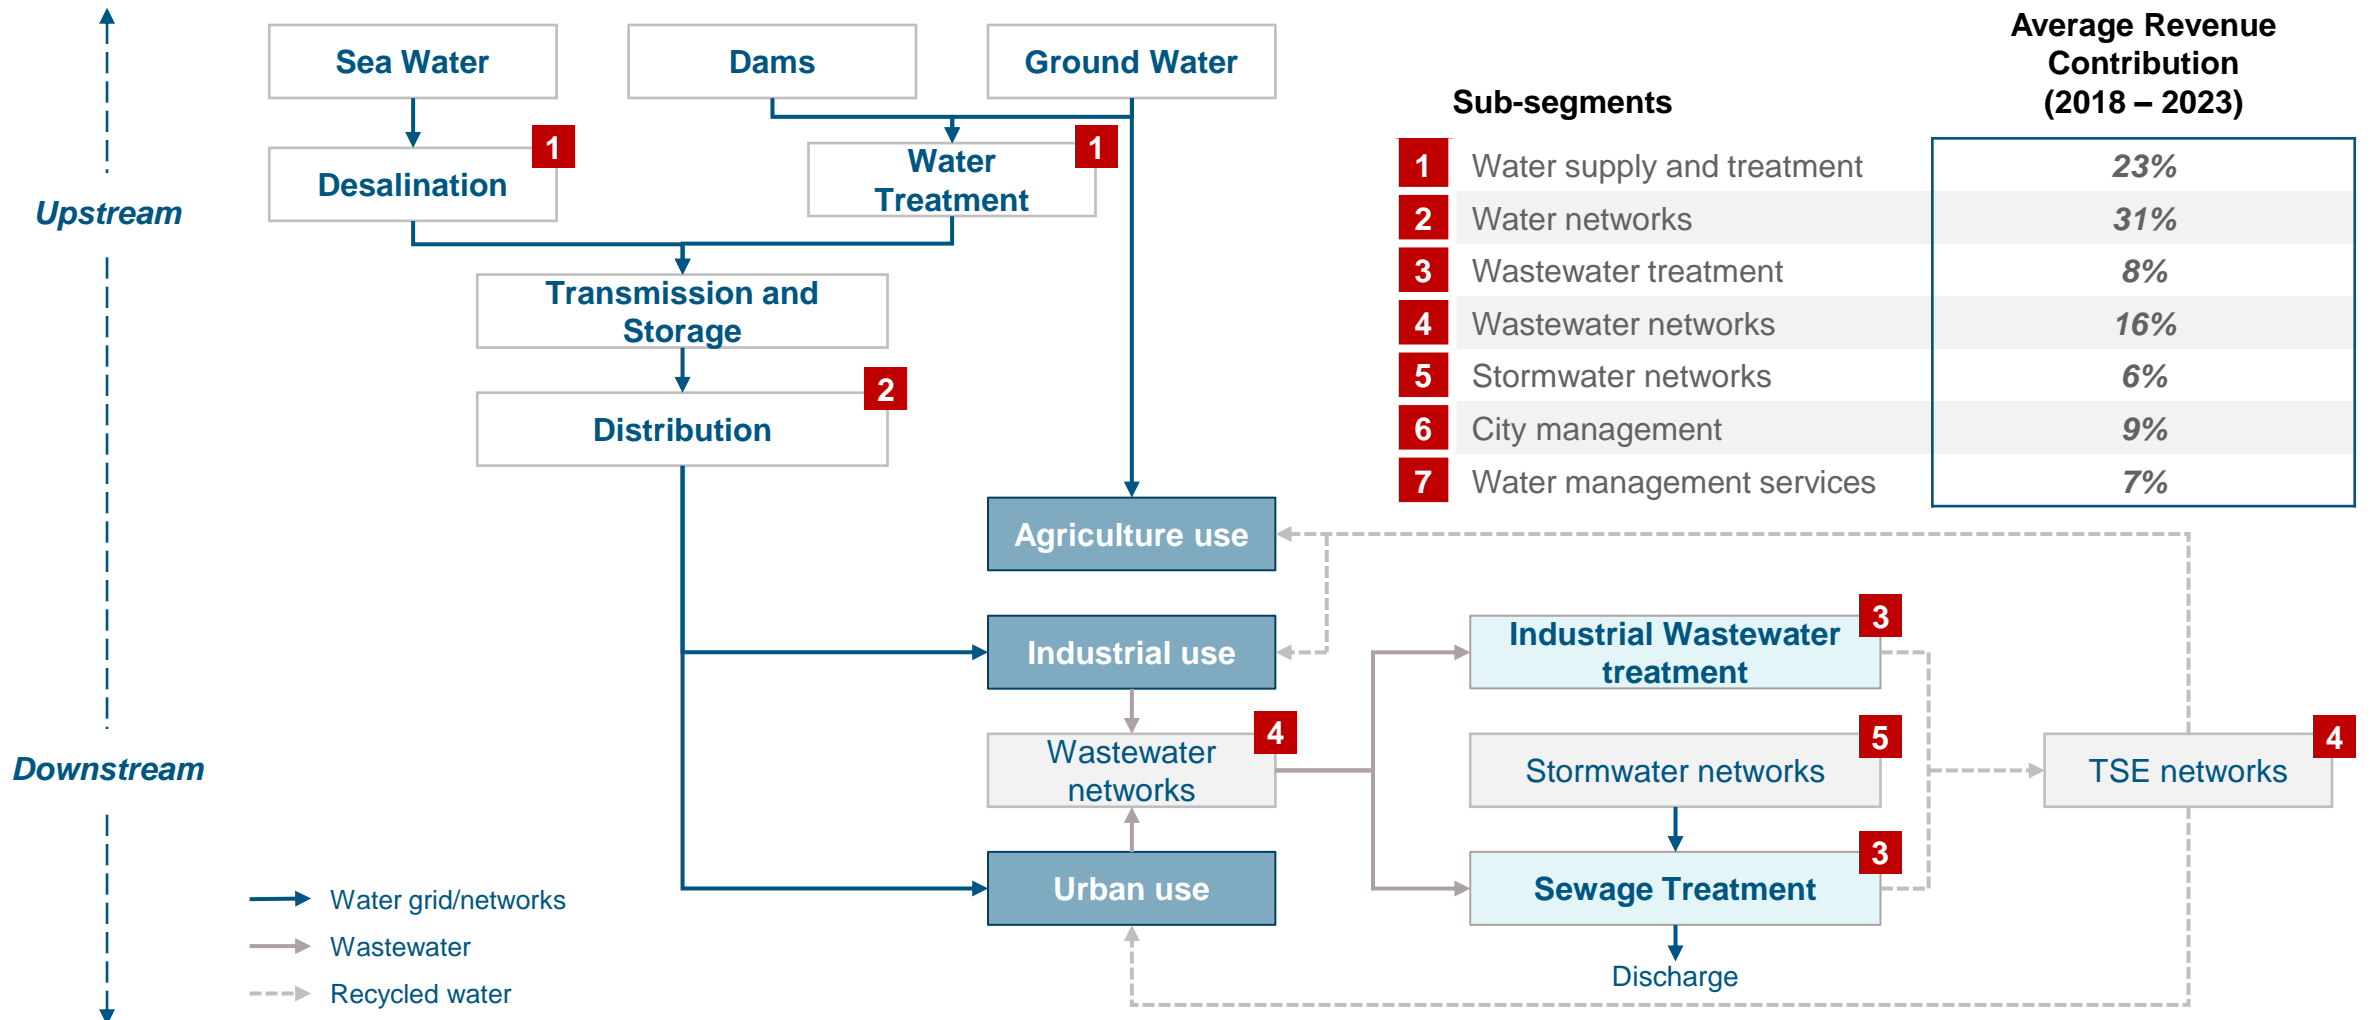 Sea Water
Dams
Ground Water
Desalination
1
Water
Treatment
1
Upstream
Transmission and
Storage
Distribution
2
Average Revenue
Contribution
(2018 – 2023)
Sub-segments
1 Water supply and treatment 23%
2 Water networks 31%
3 Wastewater treatment 8%
4 Wastewater networks 16%
5 Stormwater networks 6%
6 City management 9%
7 Water management services 7%
Agriculture use
Industrial use
Industrial Wastewater
treatment
3
Downstream
Wastewater
networks
4
Stormwater networks
5
TSE networks
4
Urban use
Sewage Treatment
3
Discharge
Water grid/networks
Wastewater
Recycled water